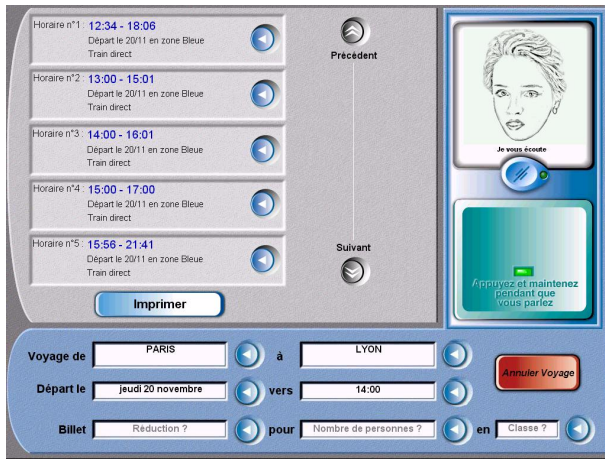 Horaire n°1 : 12:34 - 18:06
Départ le 20/11 en zone Bleue
Train direct
Horaire n°2 : 13:00 - 15:01
Départ le 20/11 en zone Bleue
Train direct
Horaire n°3 : 14:00 - 16:01
Départ le 20/11 en zone Bleue
Train direct
Horaire n°4 : 15:00 - 17:00
Départ le 20/11 en zone Bleue
Train direct
Horaire n°5 : 15:56 - 21:41
Départ le 20/11 en zone Bleue
Train direct
Imprimer
Précédent
Suivant
Je vous écoute
Appuyez et maintenez
pendant que
vous parlez
Voyage de PARIS à LYON
Départ le jeudi 20 novembre vers 14:00
Annuler Voyage
Billet Réduction ? pour Nombre de personnes ? en Classe ?